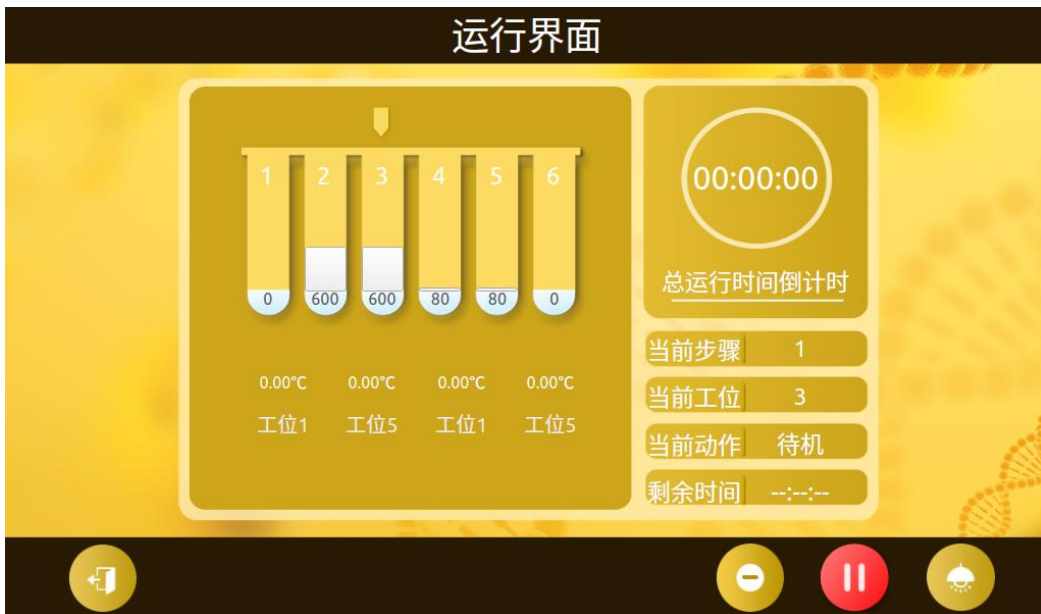 运行界面
1 2 3 4 5 6
0 600 600 80 80 0
0.00℃ 0.00℃ 0.00℃ 0.00℃
工位1 工位5 工位1 工位5
00:00:00
总运行时间倒计时
当前步骤 1
当前工位 3
当前动作 待机
剩余时间 --:--:--